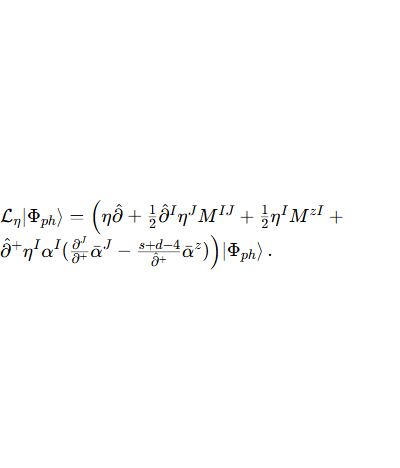 $\mathcal{L}_\eta|\Phi_{ph}\rangle = \Big(\eta\hat{\partial} + \frac{1}{2}\hat{\partial}^I\eta^J M^{IJ} + \frac{1}{2}\eta^I M^{zI} +$
$\hat{\partial}^+\eta^I\alpha^I(\frac{\partial^J}{\partial^+}\bar{\alpha}^J - \frac{s+d-4}{\hat{\partial}^+}\bar{\alpha}^z)\Big)|\Phi_{ph}\rangle\,.$